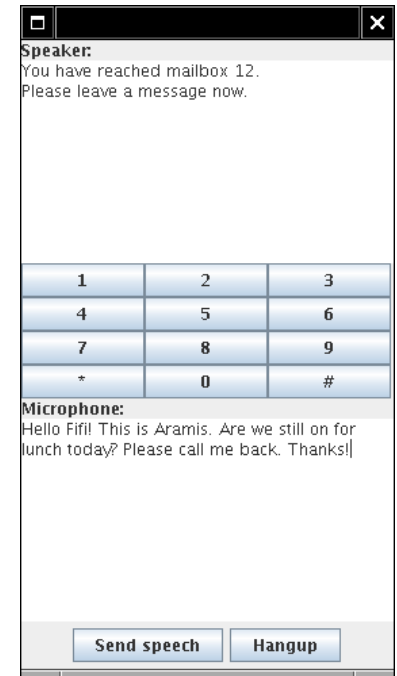 Speaker:
You have reached mailbox 12.
Please leave a message now.
1 2 3
4 5 6
7 8 9
* 0 #
Microphone:
Hello Fifi! This is Aramis. Are we still on for
lunch today? Please call me back. Thanks!
Send speech Hangup